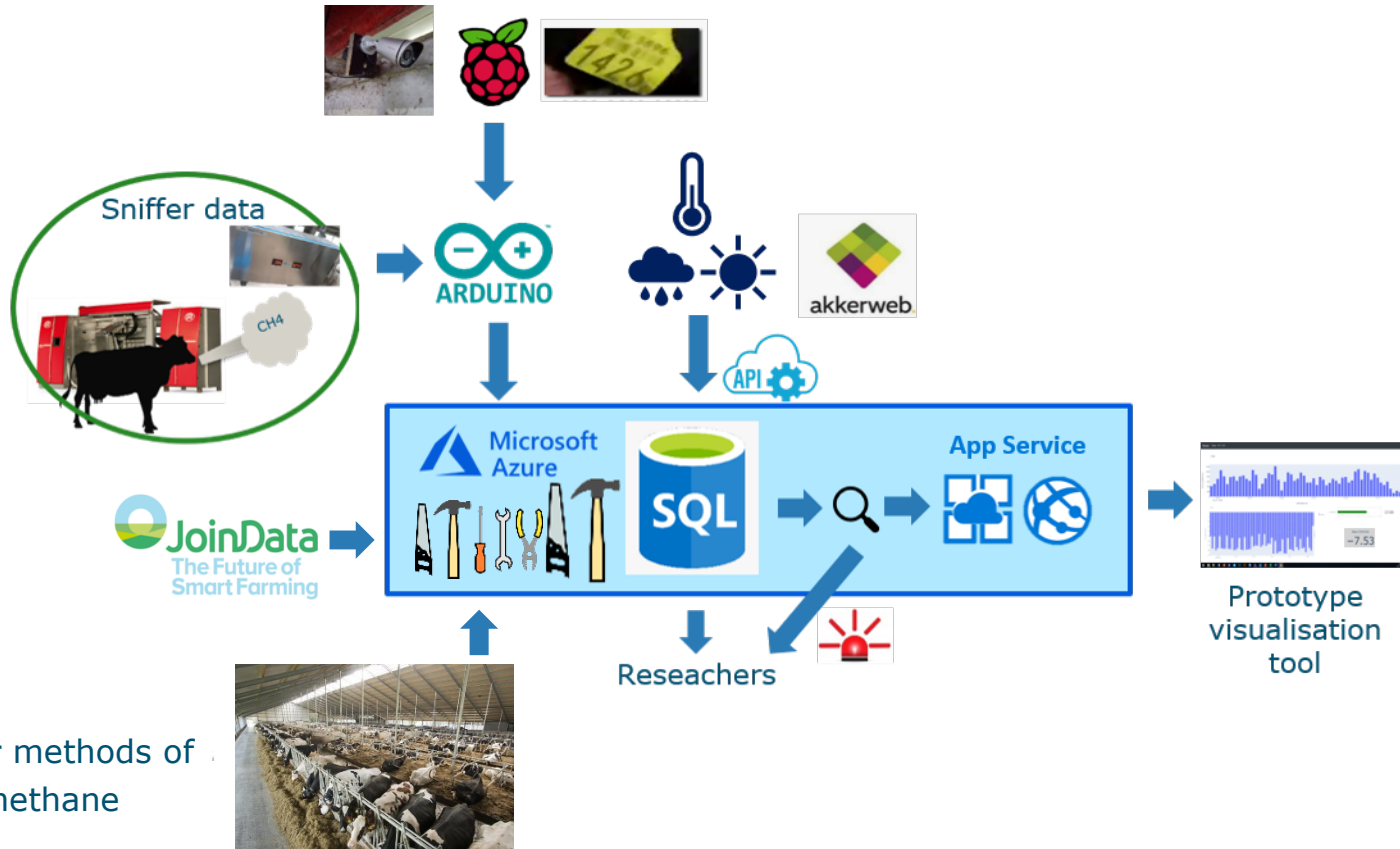 1426
Sniffer data
CH4
ARDUINO
akkerweb
API
Microsoft
Azure
SQL
App Service
JoinData
The Future of
Smart Farming
-7.53
Prototype
visualisation
tool
Reseachers
methods of
methane